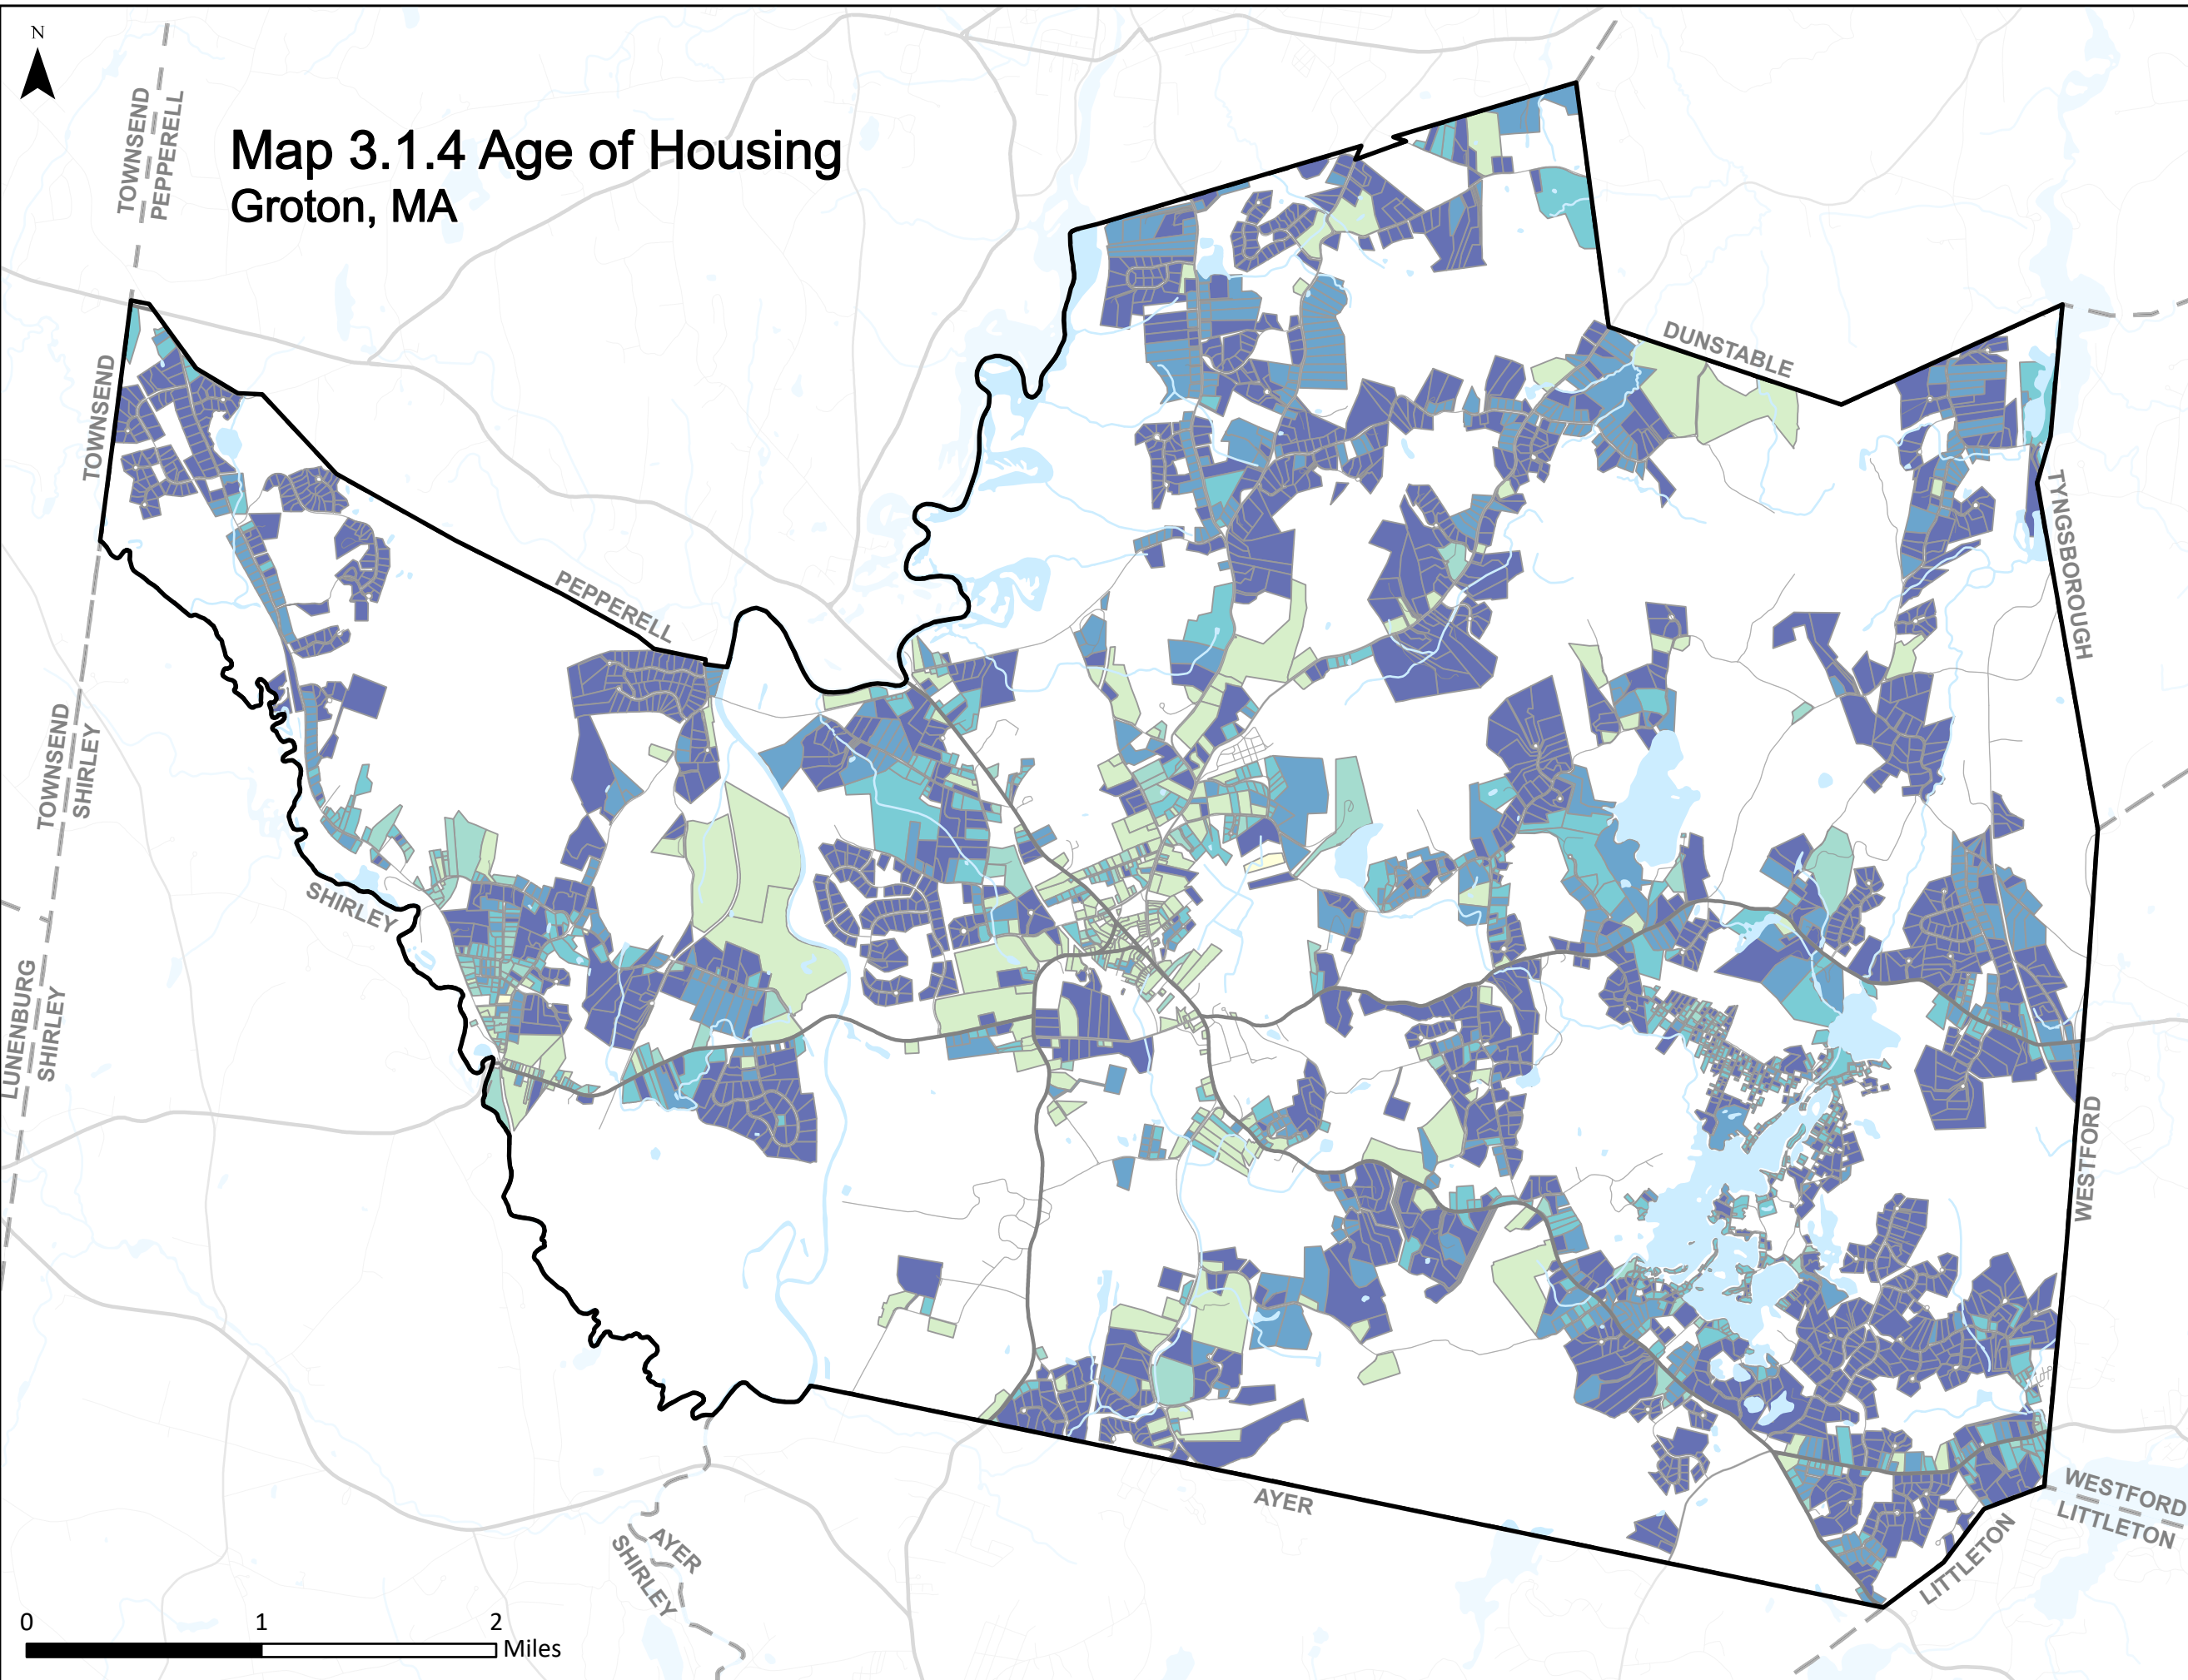 N
TOWNSEND
PEPPERELL
Map 3.1.4 Age of Housing
Groton, MA
DUNSTABLE
TOWNSEND
TYNGSBOROUGH
PEPPERELL
TOWNSEND
SHIRLEY
SHIRLEY
LUNENBURG
SHIRLEY
WESTFORD
AYER
WESTFORD
LITTLETON
LITTLETON
AYER
SHIRLEY
0 1 2
Miles